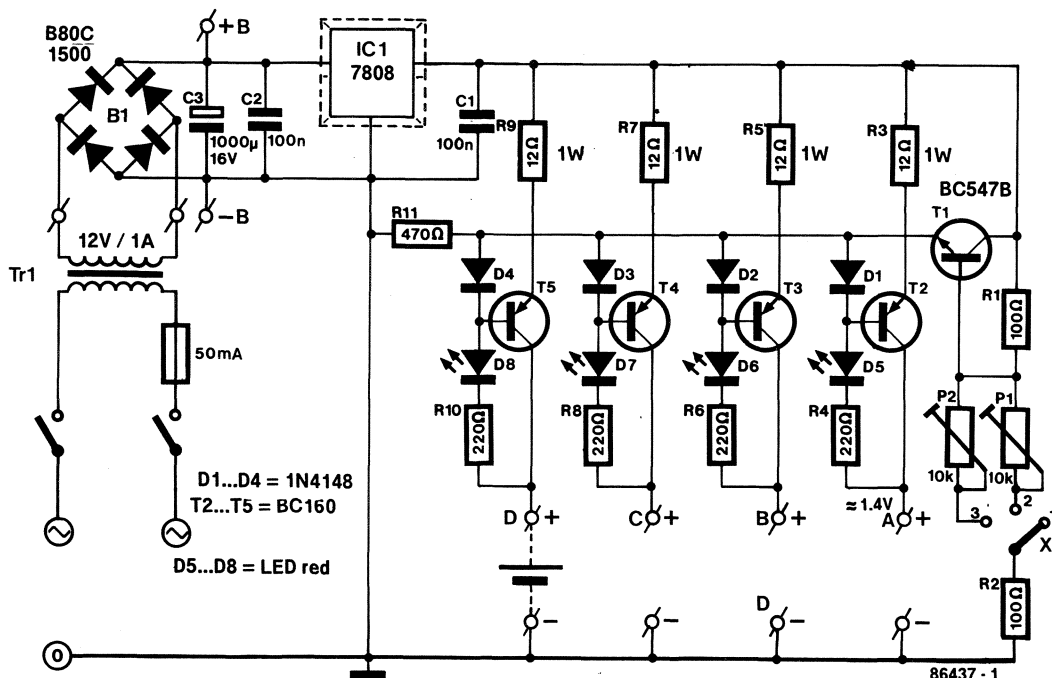 B80C
1500
+B
IC1
7808
C3
C2
C1
B1
1000µ
16V
100n
100n
R9
12Ω
1W
R7
12Ω
1W
R5
12Ω
1W
R3
12Ω
1W
BC547B
T1
−B
R11
470Ω
12V / 1A
Tr1
D4
D3
D2
D1
T5
T4
T3
T2
R1
100Ω
50mA
D8
D7
D6
D5
P2
P1
R10
220Ω
R8
220Ω
R6
220Ω
R4
220Ω
10k
10k
D1...D4 = 1N4148
T2...T5 = BC160
D5...D8 = LED red
≈ 1.4V
D +
C +
B +
A +
3
2
X
R2
100Ω
−
−
D
−
−
0
86437 - 1